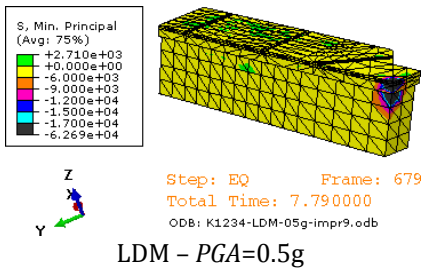 S, Min. Principal
(Avg: 75%)
+2.710e+03
+0.000e+00
-6.000e+03
-9.000e+03
-1.200e+04
-1.500e+04
-1.700e+04
-6.269e+04
Z
X
Y
Step: EQ Frame: 679
Total Time: 7.790000
ODB: K1234-LDM-05g-impr9.odb
LDM – PGA=0.5g